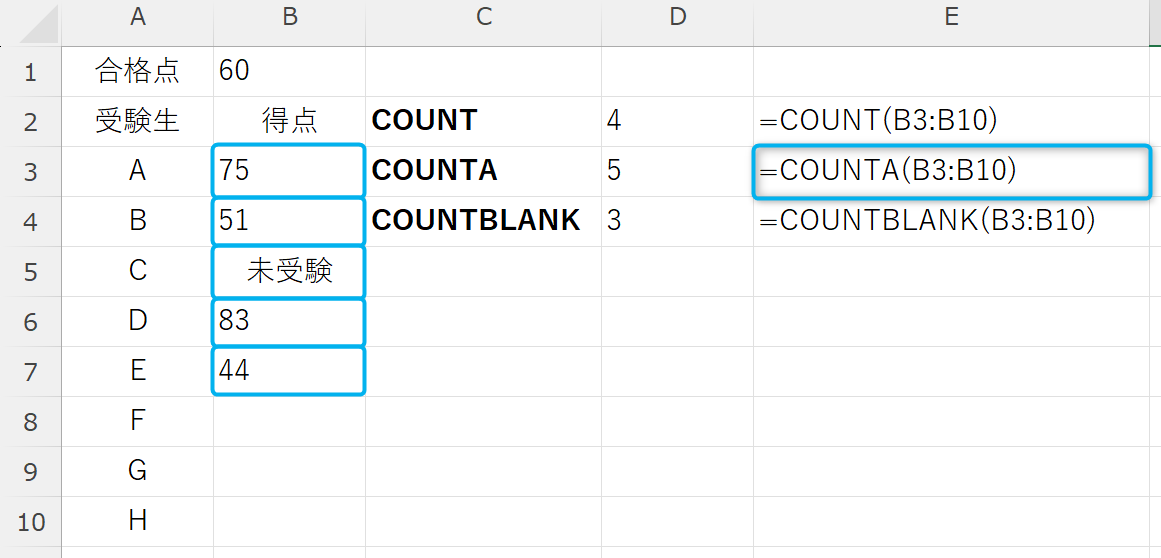 A B C D E
1 合格点 60
2 受験生 得点 COUNT 4 =COUNT(B3:B10)
3 A 75 COUNTA 5 =COUNTA(B3:B10)
4 B 51 COUNTBLANK 3 =COUNTBLANK(B3:B10)
5 C 未受験
6 D 83
7 E 44
8 F
9 G
10 H